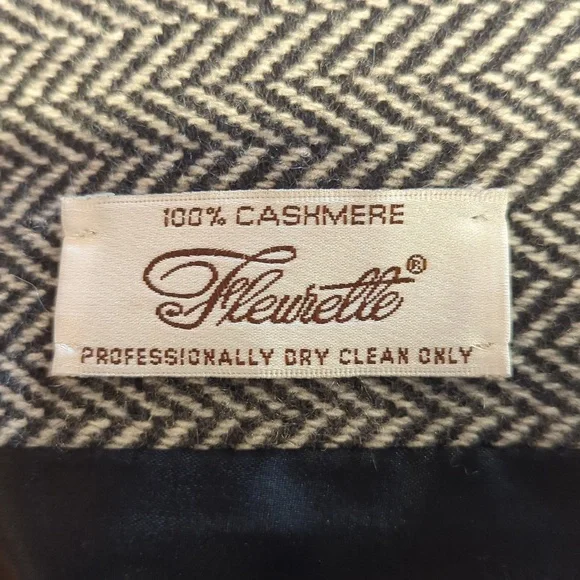 100% CASHMERE
Fleurette®
PROFESSIONALLY DRY CLEAN ONLY